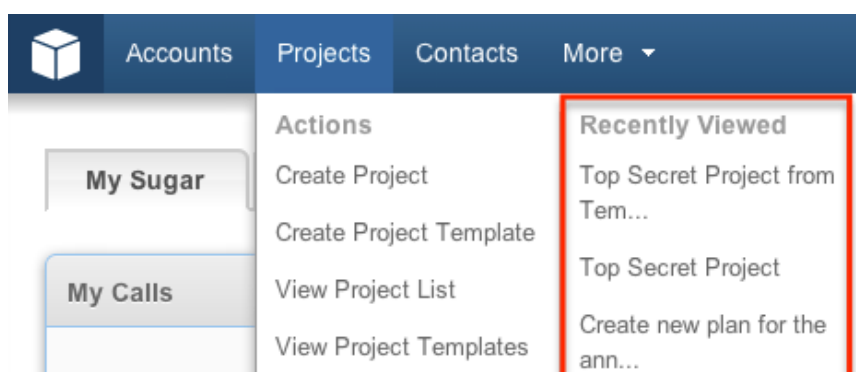 Accounts Projects Contacts More
Actions
Create Project
Create Project Template
View Project List
View Project Templates
Recently Viewed
Top Secret Project from
Tem...
Top Secret Project
Create new plan for the
ann...
My Sugar
My Calls